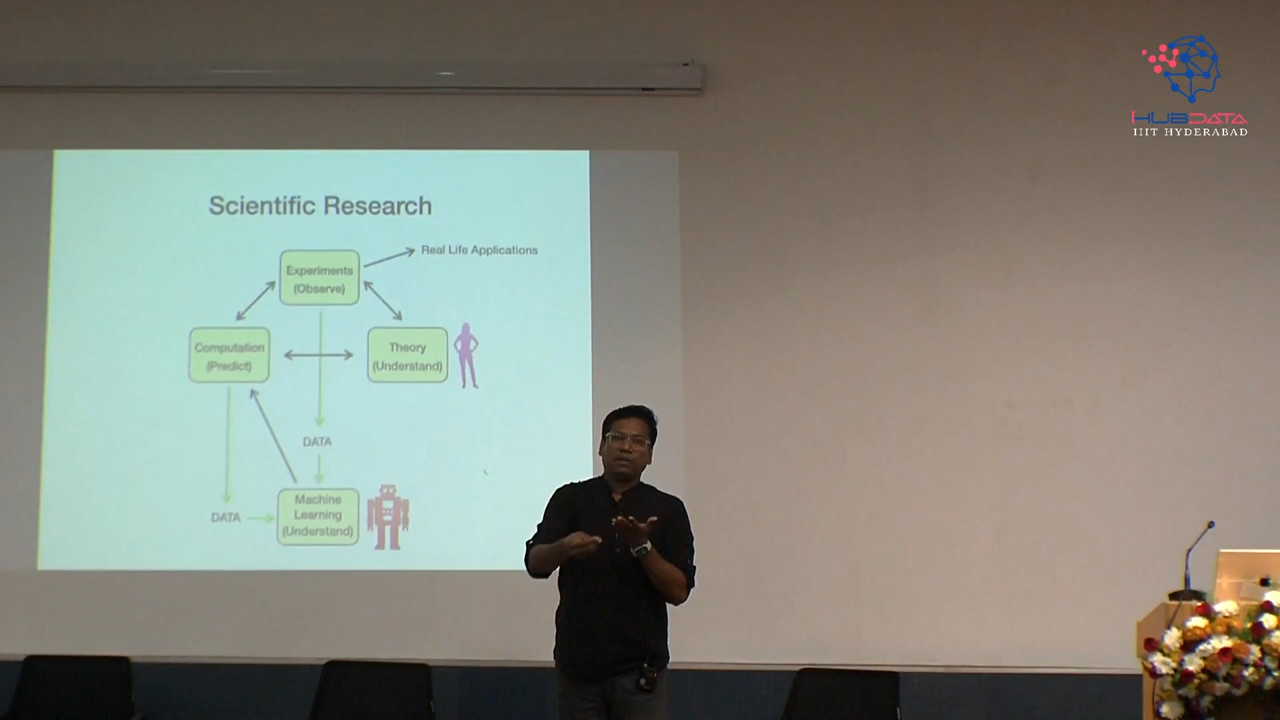 HUBDATA
IIIT HYDERABAD
Scientific Research
Real Life Applications
Experiments
(Observe)
Computation
(Predict)
Theory
(Understand)
DATA
DATA
Machine
Learning
(Understand)